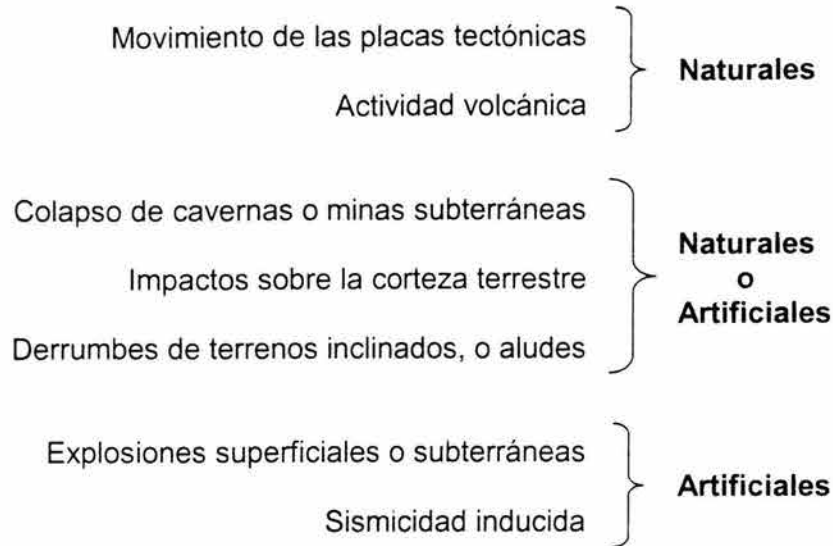 Movimiento de las placas tectónicas
Actividad volcánica
Naturales
Colapso de cavernas o minas subterráneas
Impactos sobre la corteza terrestre
Derrumbes de terrenos inclinados, o aludes
Naturales
o
Artificiales
Explosiones superficiales o subterráneas
Sismicidad inducida
Artificiales